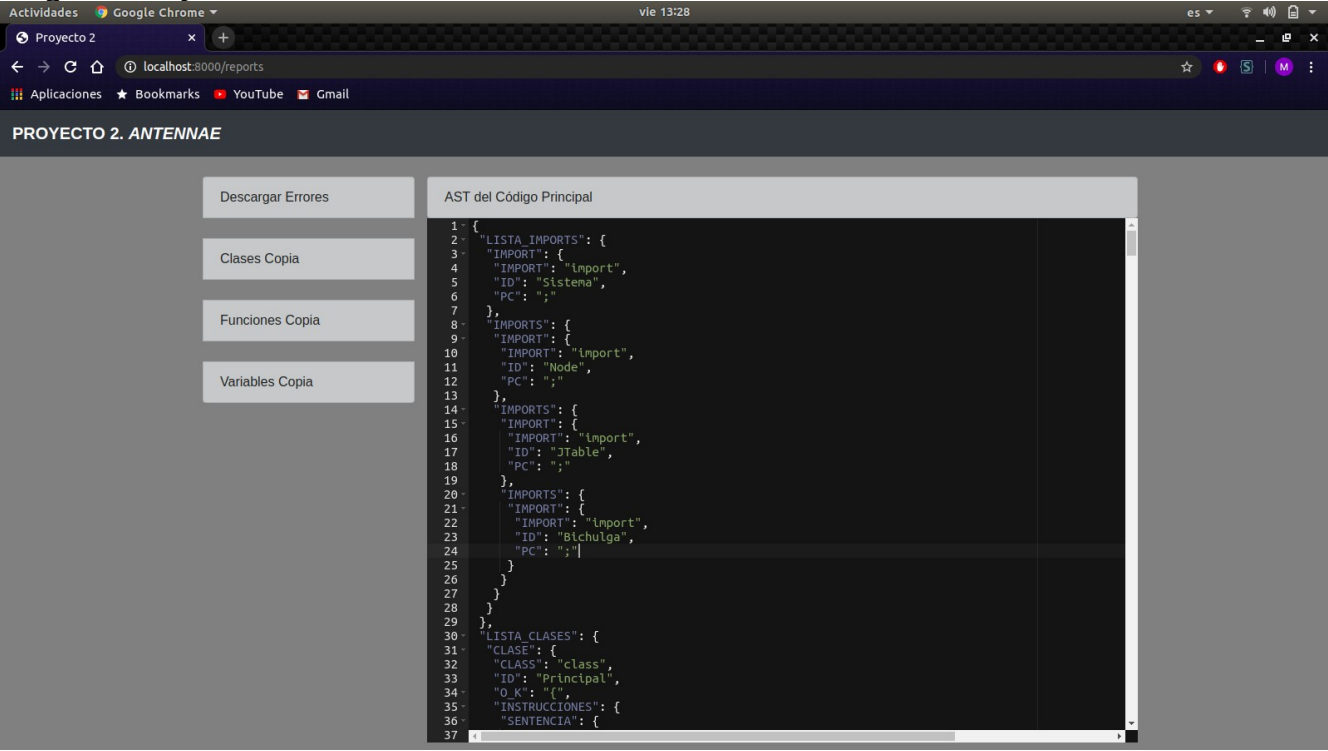 Actividades Google Chrome vie 13:28 es
Proyecto 2
localhost:8000/reports
M
Aplicaciones Bookmarks YouTube Gmail
PROYECTO 2. ANTENNAE
Descargar Errores
Clases Copia
Funciones Copia
Variables Copia
AST del Código Principal
1 {
2 "LISTA_IMPORTS": {
3 "IMPORT": {
4 "IMPORT": "import",
5 "ID": "Sistema",
6 "PC": ";"
7 },
8 "IMPORTS": {
9 "IMPORT": {
10 "IMPORT": "import",
11 "ID": "Node",
12 "PC": ";"
13 },
14 "IMPORTS": {
15 "IMPORT": {
16 "IMPORT": "import",
17 "ID": "JTable",
18 "PC": ";"
19 },
20 "IMPORTS": {
21 "IMPORT": {
22 "IMPORT": "import",
23 "ID": "Bichulga",
24 "PC": ";"
25 }
26 }
27 }
28 }
29 },
30 "LISTA_CLASES": {
31 "CLASE": {
32 "CLASS": "class",
33 "ID": "Principal",
34 "O_K": "{",
35 "INSTRUCCIONES": {
36 "SENTENCIA": {
37